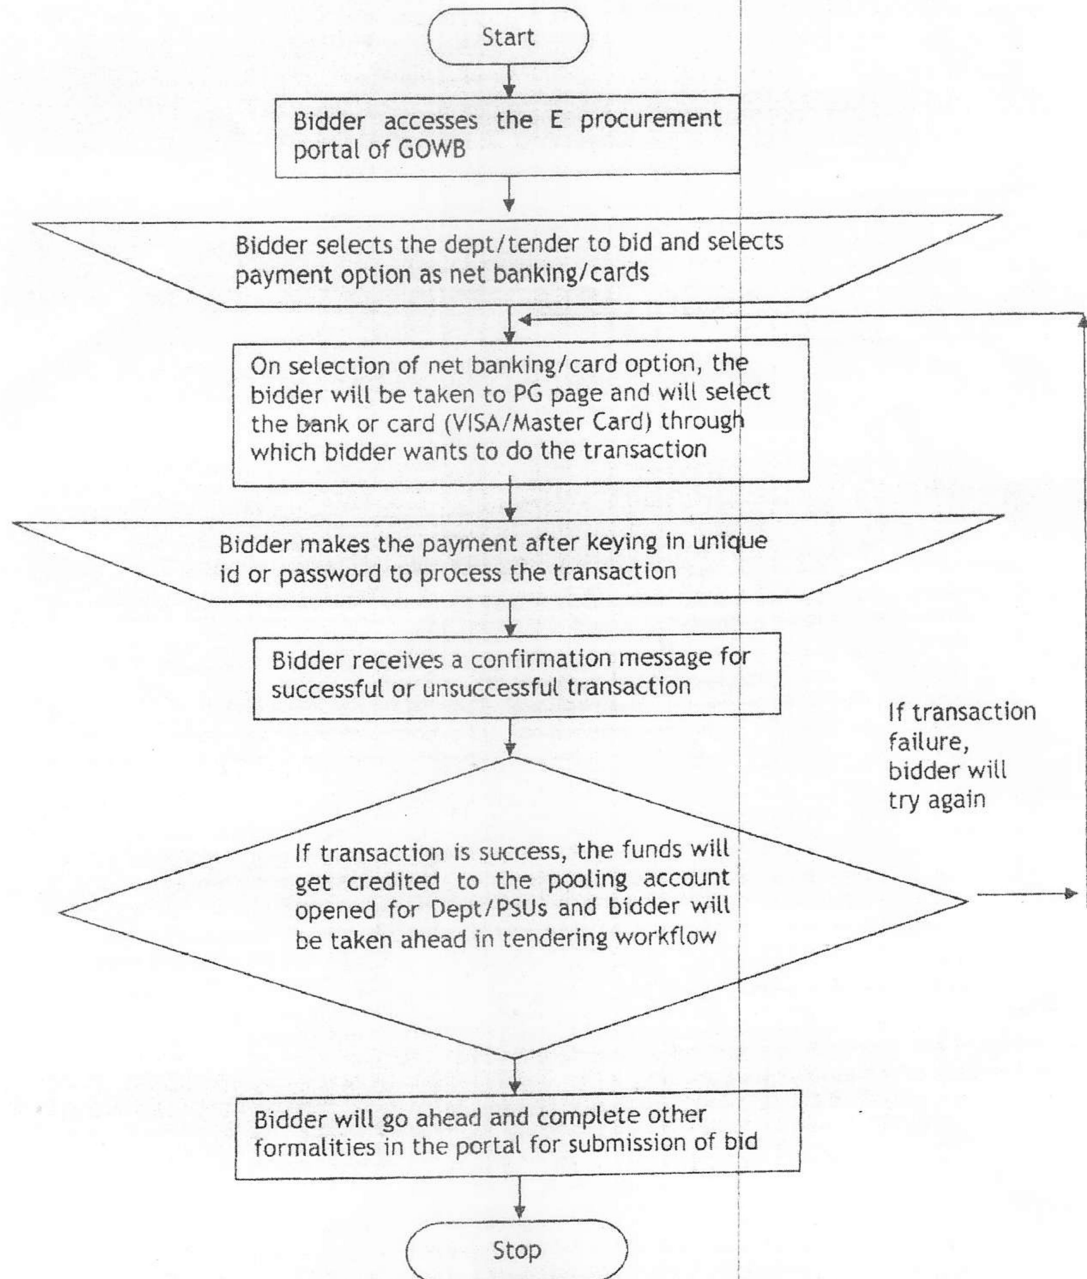 Start
Bidder accesses the E procurement
portal of GOWB
Bidder selects the dept/tender to bid and selects
payment option as net banking/cards
On selection of net banking/card option, the
bidder will be taken to PG page and will select
the bank or card (VISA/Master Card) through
which bidder wants to do the transaction
Bidder makes the payment after keying in unique
id or password to process the transaction
Bidder receives a confirmation message for
successful or unsuccessful transaction
If transaction
failure,
bidder will
try again
If transaction is success, the funds will
get credited to the pooling account
opened for Dept/PSUs and bidder will
be taken ahead in tendering workflow
Bidder will go ahead and complete other
formalities in the portal for submission of bid
Stop